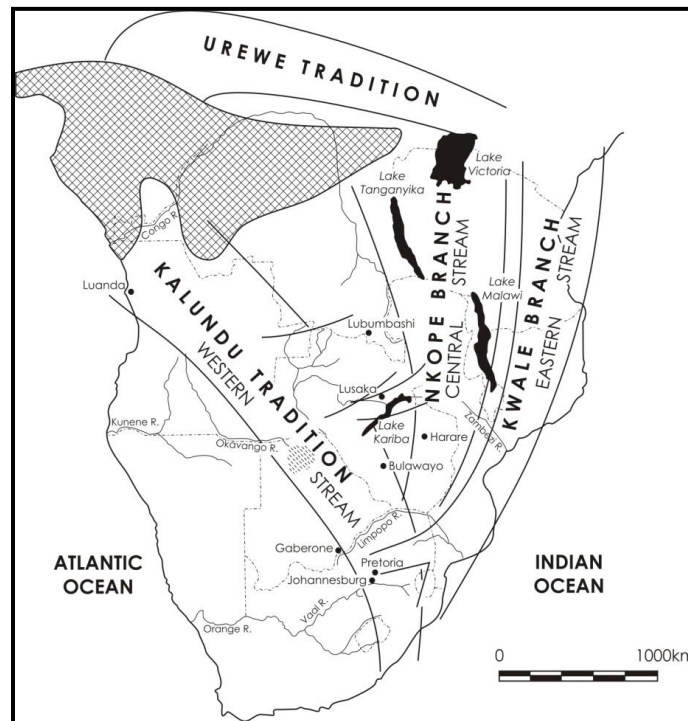 UREWE TRADITION
Lake
Victoria
Lake
Tanganyika
Congo R.
NKOPE BRANCH
CENTRAL STREAM
KWALE BRANCH
EASTERN STREAM
Luanda
KALUNDU TRADITION
WESTERN STREAM
Lake
Malawi
Lubumbashi
Lusaka
Lake
Kariba
Zambezi R.
Kunene R.
Okavango R.
Harare
Bulawayo
Limpopo R.
Gaberone
Pretoria
Johannesburg
ATLANTIC
OCEAN
INDIAN
OCEAN
Vaal R.
Orange R.
0 1000km